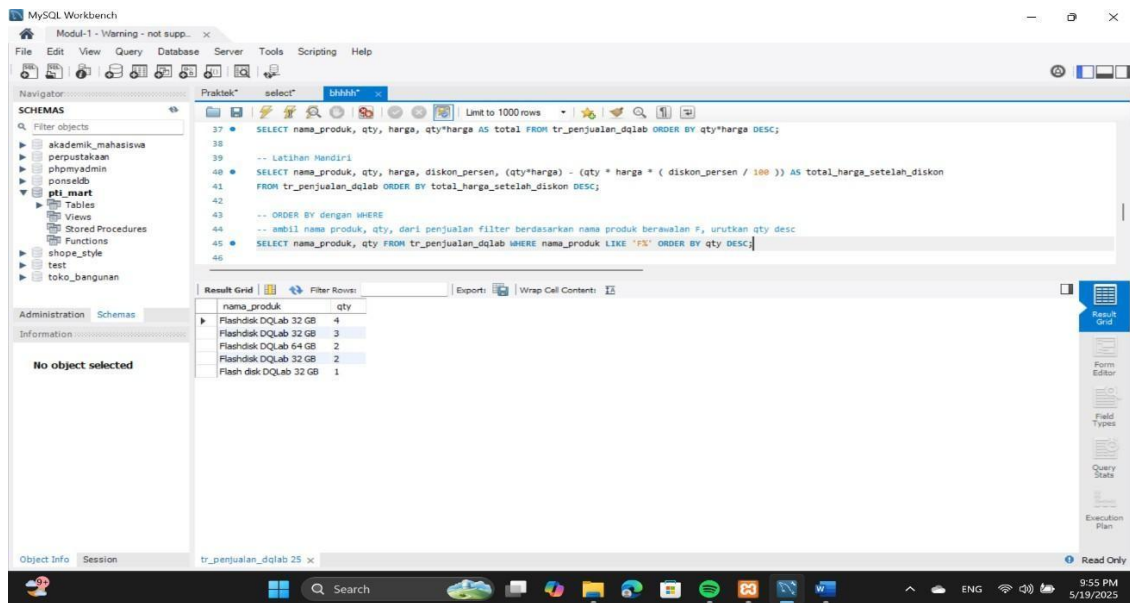 MySQL Workbench
Modul-1 - Warning - not supp...
File Edit View Query Database Server Tools Scripting Help
Navigator
Praktek* select* bhhhh*
SCHEMAS
Filter objects
akademik_mahasiswa
perpustakaan
phpmyadmin
ponseldb
pti_mart
Tables
Views
Stored Procedures
Functions
shope_style
test
toko_bangunan
Administration Schemas
Information
No object selected
Object Info Session
Limit to 1000 rows
37 SELECT nama_produk, qty, harga, qty*harga AS total FROM tr_penjualan_dqlab ORDER BY qty*harga DESC;
38
39 -- Latihan Mandiri
40 SELECT nama_produk, qty, harga, diskon_persen, (qty*harga) - (qty * harga * ( diskon_persen / 100 )) AS total_harga_setelah_diskon
41 FROM tr_penjualan_dqlab ORDER BY total_harga_setelah_diskon DESC;
42
43 -- ORDER BY dengan WHERE
44 -- ambil nama produk, qty, dari penjualan filter berdasarkan nama produk berawalan F, urutkan qty desc
45 SELECT nama_produk, qty FROM tr_penjualan_dqlab WHERE nama_produk LIKE 'F%' ORDER BY qty DESC;
46
Result Grid Filter Rows: Export: Wrap Cell Content:
nama_produk qty
Flashdisk DQLab 32 GB 4
Flashdisk DQLab 32 GB 3
Flashdisk DQLab 64 GB 2
Flashdisk DQLab 32 GB 2
Flash disk DQLab 32 GB 1
Result Grid
Form Editor
Field Types
Query Stats
Execution Plan
tr_penjualan_dqlab 25
Read Only
9+
Search
ENG
9:55 PM
5/19/2025